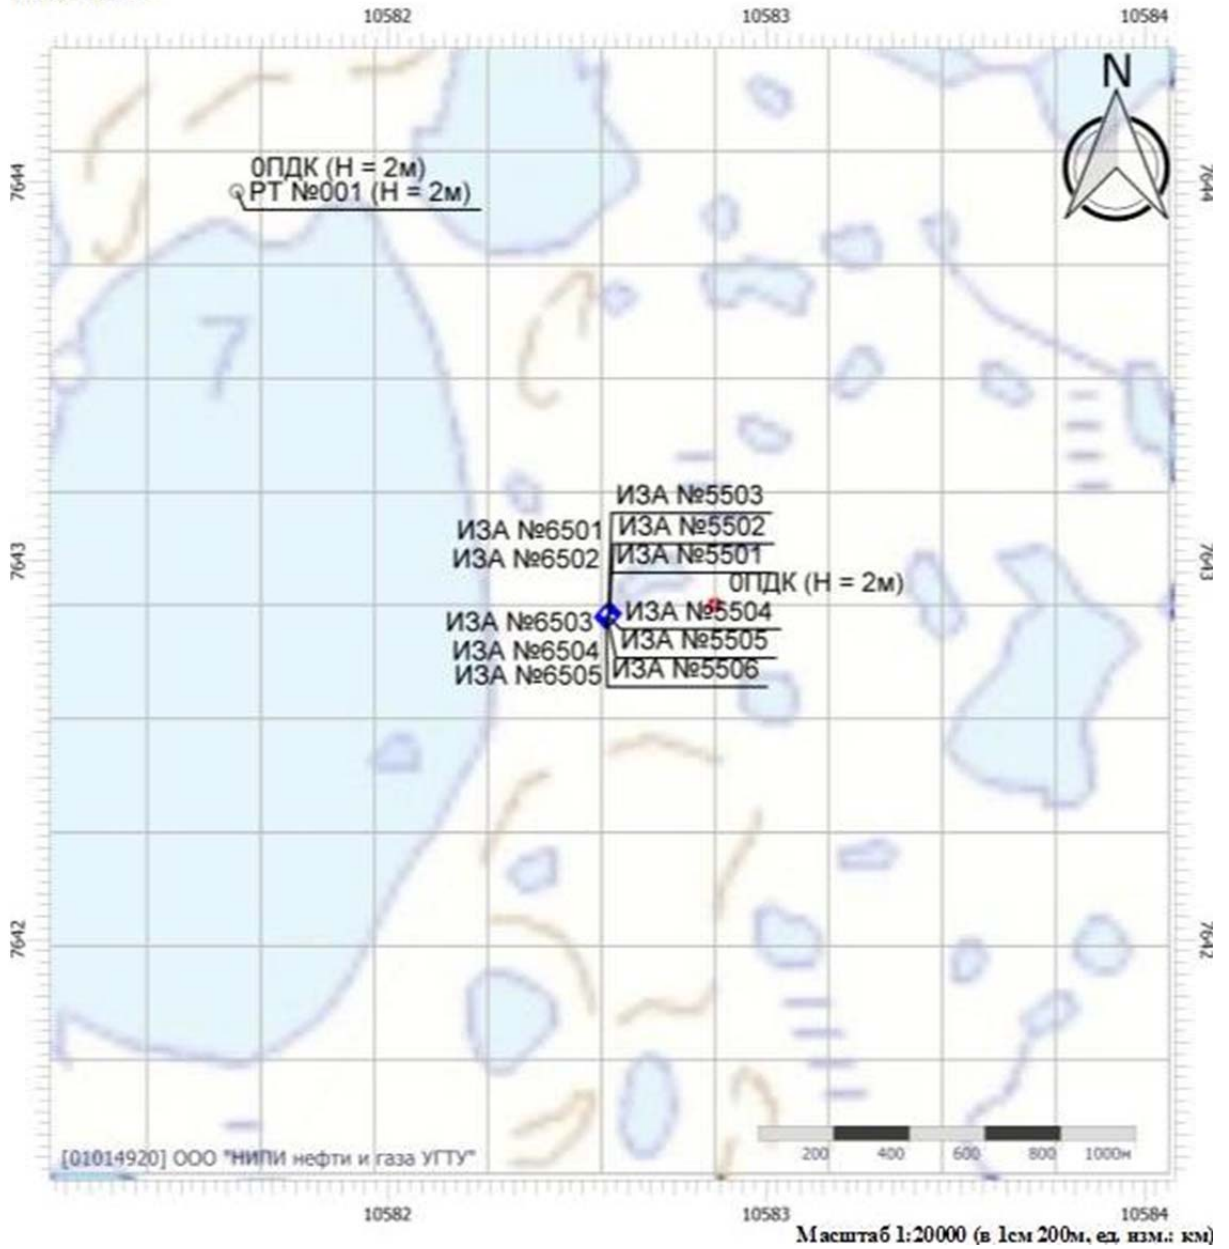 10582
10583
10584
N
7644
0ПДК (H = 2м)
РТ №001 (H = 2м)
7644
ИЗА №5503
ИЗА №6501
ИЗА №5502
ИЗА №6502
ИЗА №5501
7643
0ПДК (H = 2м)
7643
ИЗА №6503
ИЗА №5504
ИЗА №6504
ИЗА №5505
ИЗА №6505
ИЗА №5506
7642
7642
[01014920] ООО "НИПИ нефти и газа УГТУ"
200
400
600
800
1000м
10582
10583
10584
Масштаб 1:20000 (в 1см 200м, ед. изм.: км)